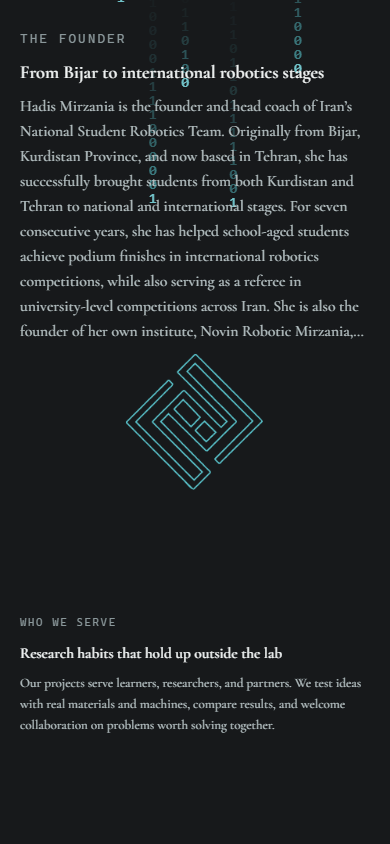 THE FOUNDER
From Bijar to international robotics stages
Hadis Mirzania is the founder and head coach of Iran's
National Student Robotics Team. Originally from Bijar,
Kurdistan Province, and now based in Tehran, she has
successfully brought students from both Kurdistan and
Tehran to national and international stages. For seven
consecutive years, she has helped school-aged students
achieve podium finishes in international robotics
competitions, while also serving as a referee in
university-level competitions across Iran. She is also the
founder of her own institute, Novin Robotic Mirzania,...
WHO WE SERVE
Research habits that hold up outside the lab
Our projects serve learners, researchers, and partners. We test ideas
with real materials and machines, compare results, and welcome
collaboration on problems worth solving together.